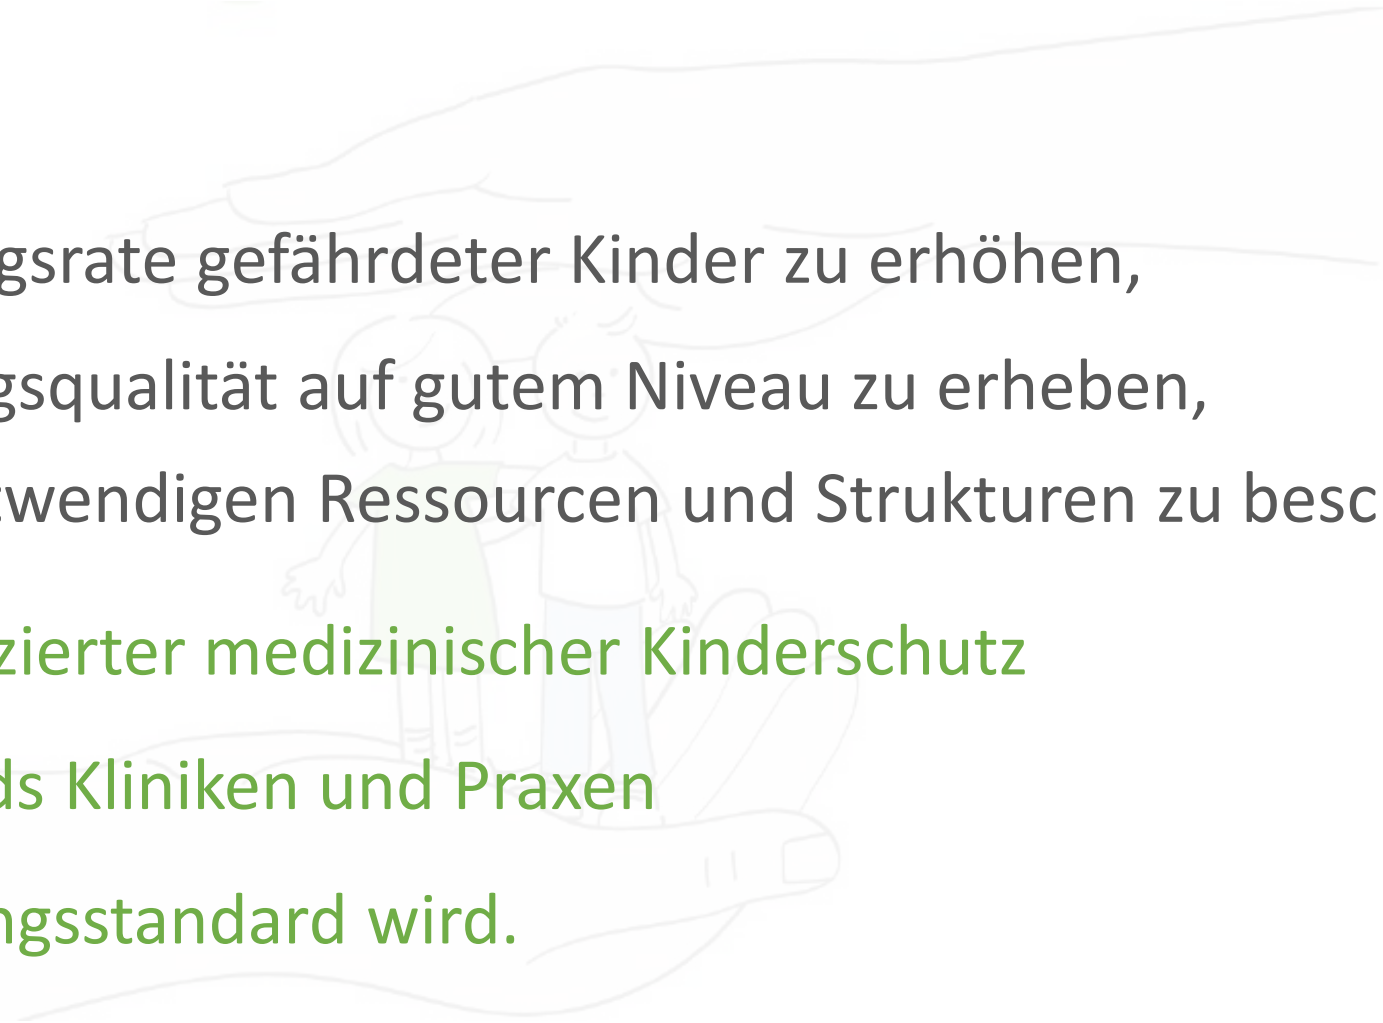 gsrate gefährdeter Kinder zu erhöhen,
gsqualität auf gutem Niveau zu erheben,
twendigen Ressourcen und Strukturen zu besc
zierter medizinischer Kinderschutz
ds Kliniken und Praxen
ngsstandard wird.